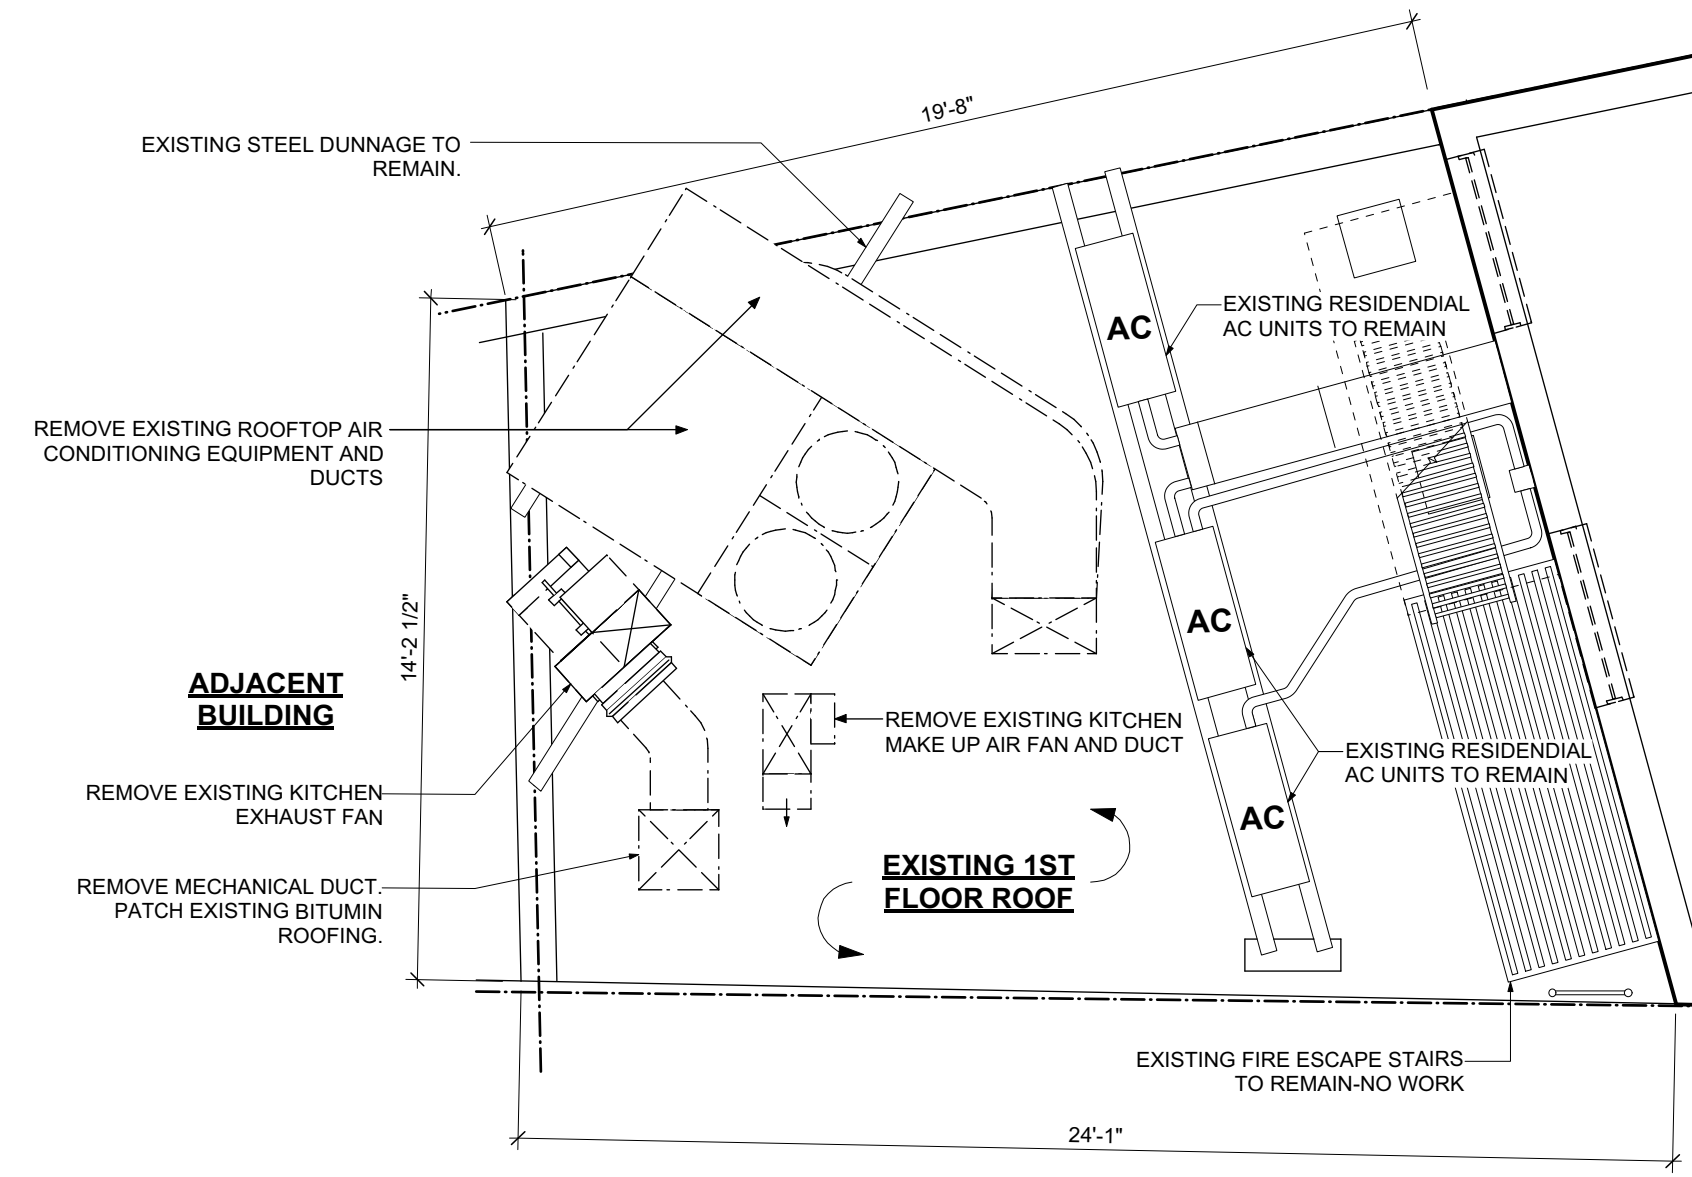 19'-8"
EXISTING STEEL DUNNAGE TO
REMAIN.
EXISTING RESIDENDIAL
AC UNITS TO REMAIN
AC
REMOVE EXISTING ROOFTOP AIR
CONDITIONING EQUIPMENT AND
DUCTS
14'-2 1/2"
AC
ADJACENT
BUILDING
REMOVE EXISTING KITCHEN
MAKE UP AIR FAN AND DUCT
EXISTING RESIDENDIAL
AC UNITS TO REMAIN
REMOVE EXISTING KITCHEN
EXHAUST FAN
AC
EXISTING 1ST
FLOOR ROOF
REMOVE MECHANICAL DUCT.
PATCH EXISTING BITUMIN
ROOFING.
EXISTING FIRE ESCAPE STAIRS
TO REMAIN-NO WORK
24'-1"